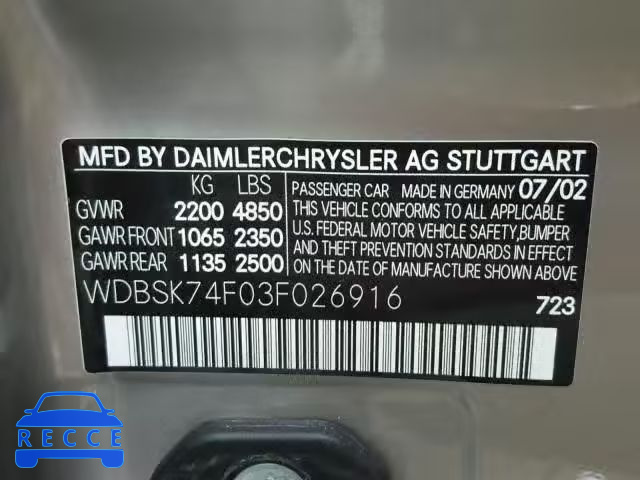 MFD BY DAIMLERCHRYSLER AG STUTTGART
KG LBS
GVWR 2200 4850
GAWR FRONT 1065 2350
GAWR REAR 1135 2500
PASSENGER CAR MADE IN GERMANY 07/02
THIS VEHICLE CONFORMS TO ALL APPLICABLE
U.S. FEDERAL MOTOR VEHICLE SAFETY, BUMPER
AND THEFT PREVENTION STANDARDS IN EFFECT
ON THE DATE OF MANUFACTURE SHOWN ABOVE.
WDBSK74F03F026916
723
RECCE